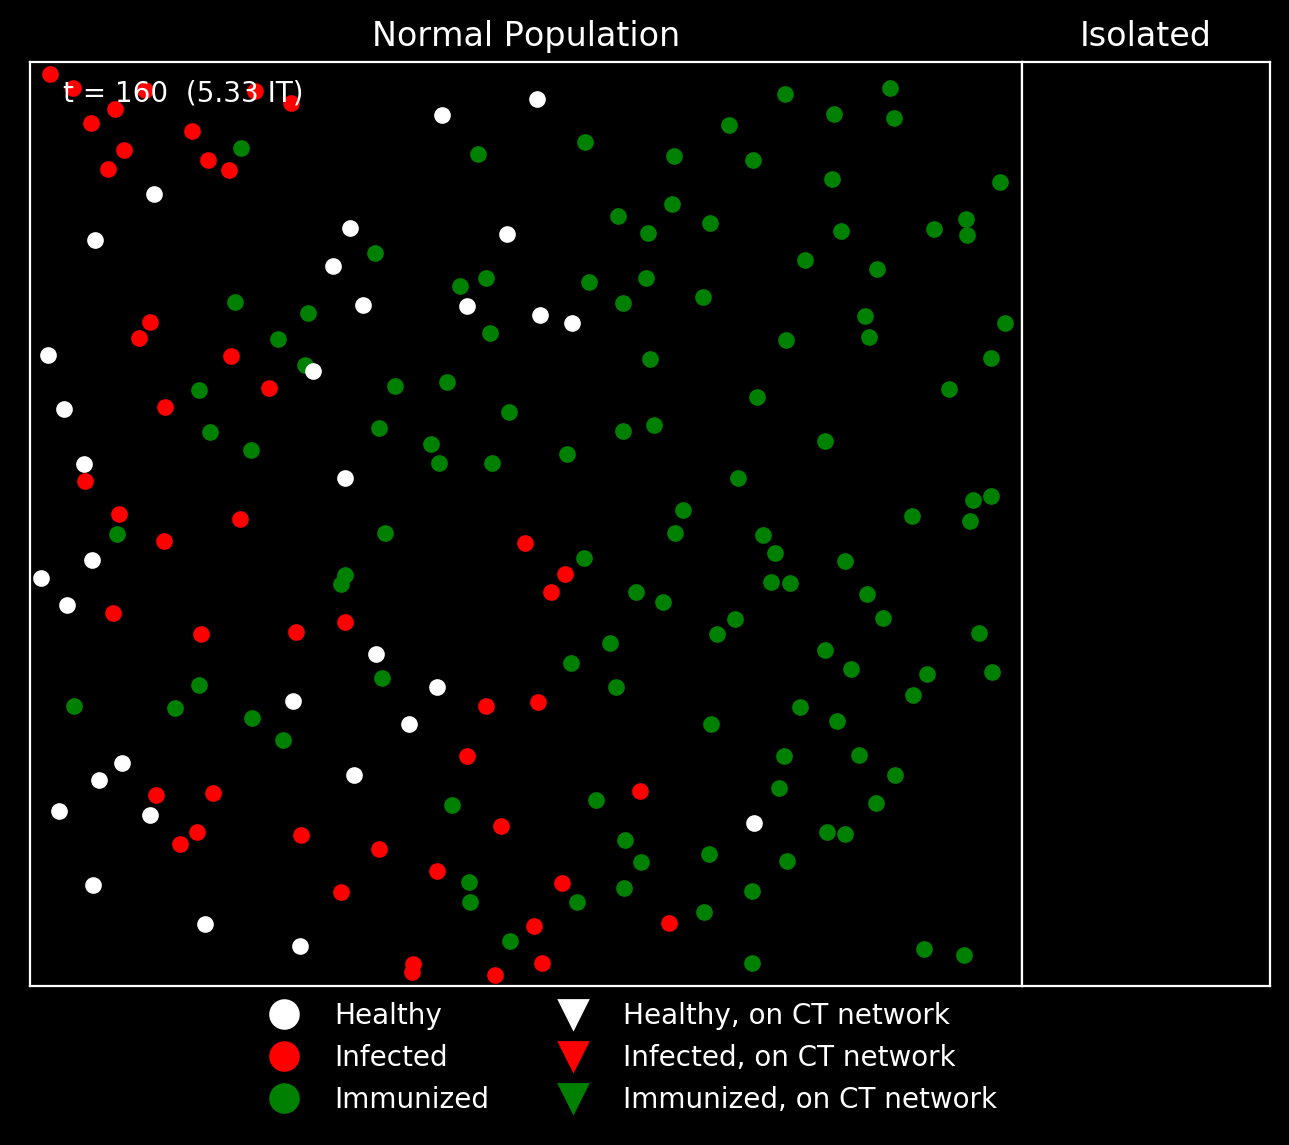 Normal Population
Isolated
t = 160 (5.33 IT)
Healthy
Infected
Immunized
Healthy, on CT network
Infected, on CT network
Immunized, on CT network